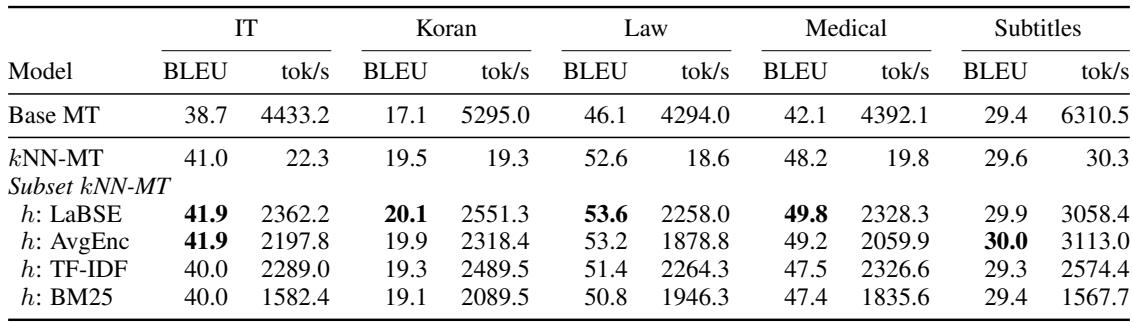 IT Koran Law Medical Subtitles
Model BLEU tok/s BLEU tok/s BLEU tok/s BLEU tok/s BLEU tok/s
Base MT 38.7 4433.2 17.1 5295.0 46.1 4294.0 42.1 4392.1 29.4 6310.5
kNN-MT 41.0 22.3 19.5 19.3 52.6 18.6 48.2 19.8 29.6 30.3
Subset kNN-MT
h: LaBSE 41.9 2362.2 20.1 2551.3 53.6 2258.0 49.8 2328.3 29.9 3058.4
h: AvgEnc 41.9 2197.8 19.9 2318.4 53.2 1878.8 49.2 2059.9 30.0 3113.0
h: TF-IDF 40.0 2289.0 19.3 2489.5 51.4 2264.3 47.5 2326.6 29.3 2574.4
h: BM25 40.0 1582.4 19.1 2089.5 50.8 1946.3 47.4 1835.6 29.4 1567.7